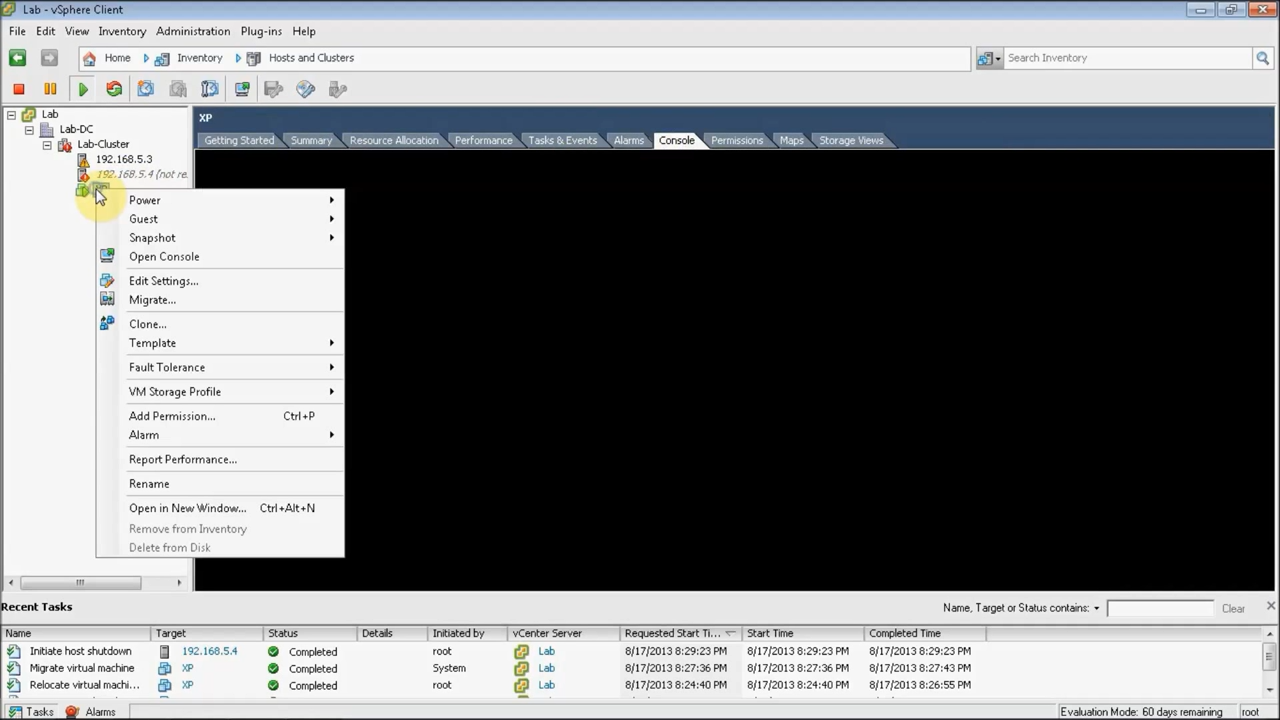 Lab - vSphere Client
File Edit View Inventory Administration Plug-ins Help
Home Inventory Hosts and Clusters Search Inventory
Lab
Lab-DC
Lab-Cluster
192.168.5.3
192.168.5.4 (not re
XP
Getting Started Summary Resource Allocation Performance Tasks & Events Alarms Console Permissions Maps Storage Views
Power
Guest
Snapshot
Open Console
Edit Settings...
Migrate...
Clone...
Template
Fault Tolerance
VM Storage Profile
Add Permission... Ctrl+P
Alarm
Report Performance...
Rename
Open in New Window... Ctrl+Alt+N
Remove from Inventory
Delete from Disk
Recent Tasks Name, Target or Status contains: Clear
Name Target Status Details Initiated by vCenter Server Requested Start Ti... Start Time Completed Time
Initiate host shutdown 192.168.5.4 Completed root Lab 8/17/2013 8:29:23 PM 8/17/2013 8:29:23 PM 8/17/2013 8:29:23 PM
Migrate virtual machine XP Completed System Lab 8/17/2013 8:27:36 PM 8/17/2013 8:27:36 PM 8/17/2013 8:27:43 PM
Relocate virtual machi... XP Completed root Lab 8/17/2013 8:24:40 PM 8/17/2013 8:24:40 PM 8/17/2013 8:26:55 PM
Tasks Alarms Evaluation Mode: 60 days remaining root